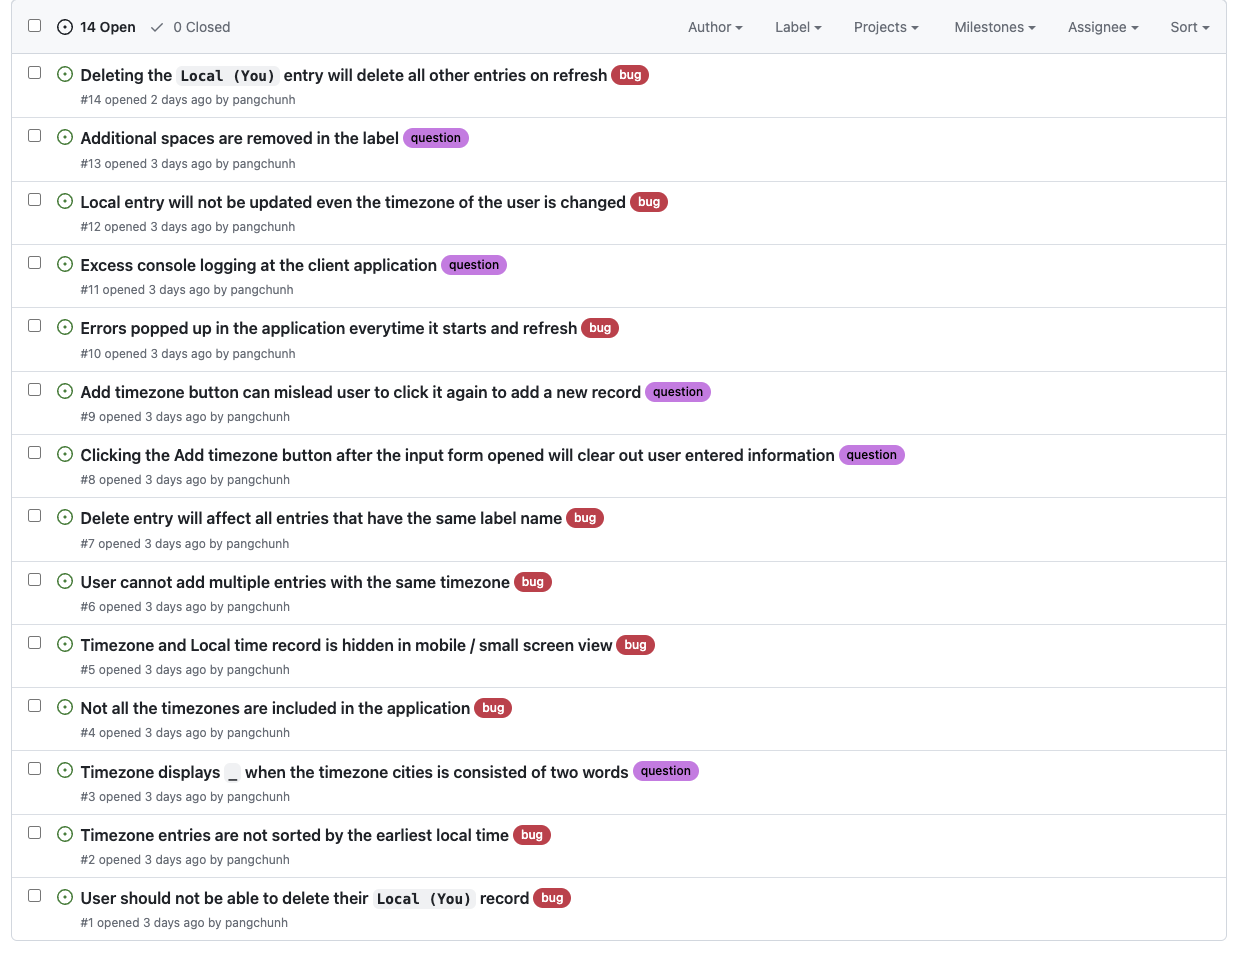 14 Open 0 Closed Author Label Projects Milestones Assignee Sort
Deleting the Local (You) entry will delete all other entries on refresh bug
#14 opened 2 days ago by pangchunh
Additional spaces are removed in the label question
#13 opened 3 days ago by pangchunh
Local entry will not be updated even the timezone of the user is changed bug
#12 opened 3 days ago by pangchunh
Excess console logging at the client application question
#11 opened 3 days ago by pangchunh
Errors popped up in the application everytime it starts and refresh bug
#10 opened 3 days ago by pangchunh
Add timezone button can mislead user to click it again to add a new record question
#9 opened 3 days ago by pangchunh
Clicking the Add timezone button after the input form opened will clear out user entered information question
#8 opened 3 days ago by pangchunh
Delete entry will affect all entries that have the same label name bug
#7 opened 3 days ago by pangchunh
User cannot add multiple entries with the same timezone bug
#6 opened 3 days ago by pangchunh
Timezone and Local time record is hidden in mobile / small screen view bug
#5 opened 3 days ago by pangchunh
Not all the timezones are included in the application bug
#4 opened 3 days ago by pangchunh
Timezone displays _ when the timezone cities is consisted of two words question
#3 opened 3 days ago by pangchunh
Timezone entries are not sorted by the earliest local time bug
#2 opened 3 days ago by pangchunh
User should not be able to delete their Local (You) record bug
#1 opened 3 days ago by pangchunh